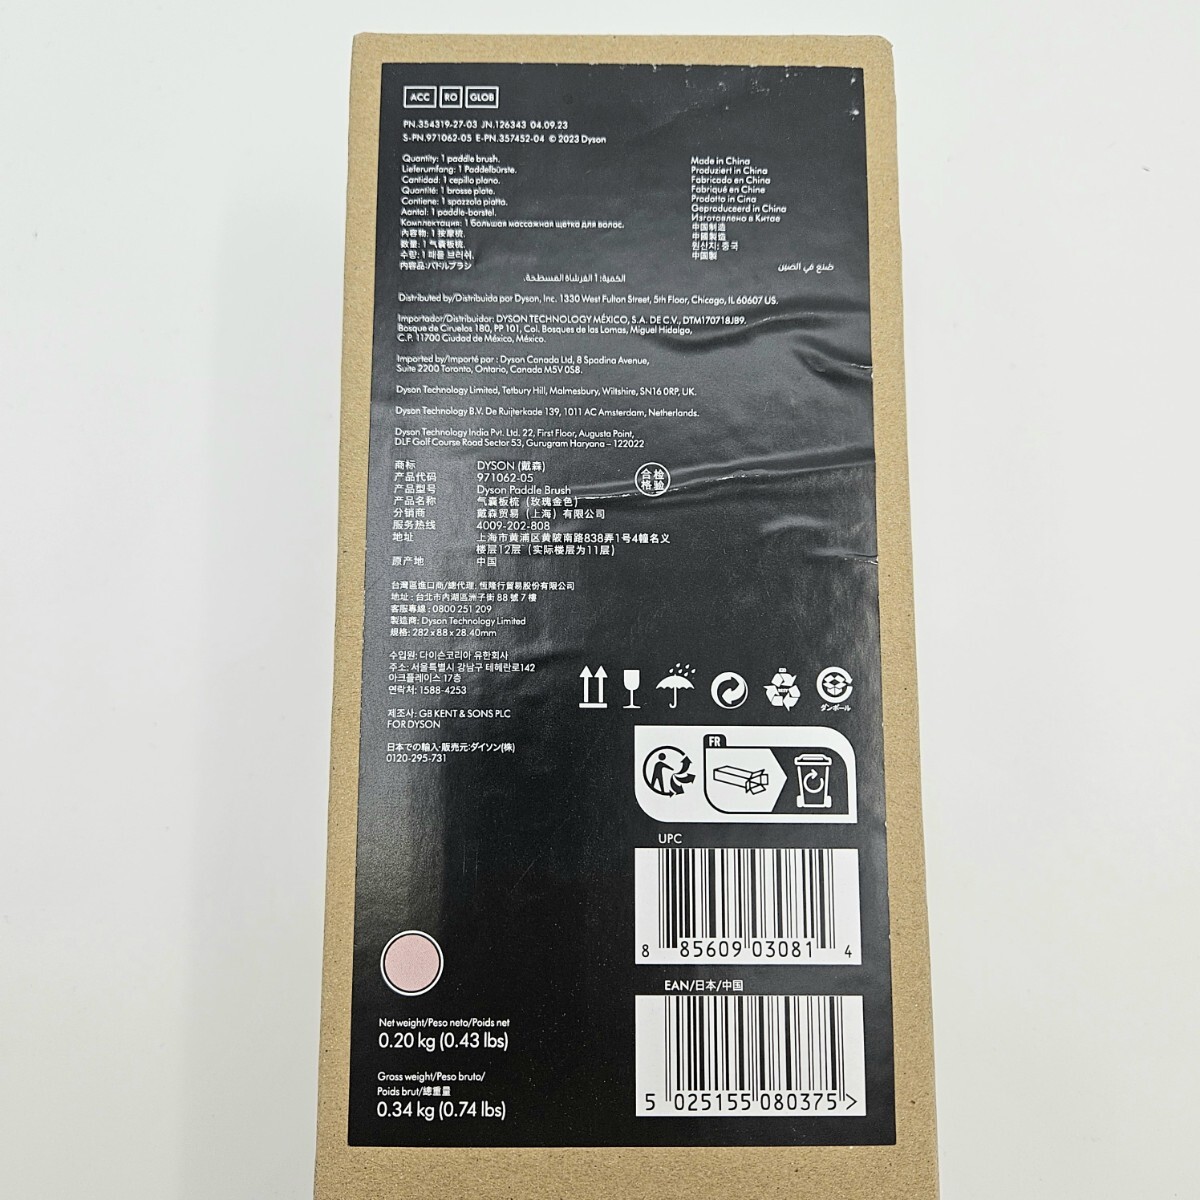 ACC RO GLOB
PN.354319-27-03 JN.126343 04.09.23
S-PN.971062-05 E-PN.357452-04 © 2023 Dyson
Quantity: 1 paddle brush.
Lieferumfang: 1 Paddelbürste.
Cantidad: 1 cepillo plano.
Quantité: 1 brosse plate.
Contiene: 1 spazzola piatta.
Aantal: 1 paddle-borstel.
Комплектация: 1 большая массажная щетка для волос.
內容物: 1 按摩梳.
数量: 1 气囊板梳.
수량: 1 패들 브러쉬.
内容品:パドルブラシ
Made in China
Produziert in China
Fabricado en China
Fabriqué en Chine
Prodotto in Cina
Geproduceerd in China
Изготовлено в Китае
中国制造
中國製造
원산지: 중국
中国製
صنع في الصين
الكمية: 1 الفرشاة المسطحة.
Distributed by/Distribuido por Dyson, Inc. 1330 West Fulton Street, 5th Floor, Chicago, IL 60607 US.
Importador/Distribuidor: DYSON TECHNOLOGY MÉXICO, S.A. DE C.V., DTM170718JB9,
Bosque de Ciruelos 180, PP 101, Col. Bosques de las Lomas, Miguel Hidalgo,
C.P. 11700 Ciudad de México, México.
Imported by/Importé par : Dyson Canada Ltd, 8 Spadina Avenue,
Suite 2200 Toronto, Ontario, Canada M5V 0S8.
Dyson Technology Limited, Tetbury Hill, Malmesbury, Wiltshire, SN16 0RP, UK.
Dyson Technology B.V. De Ruijterkade 139, 1011 AC Amsterdam, Netherlands.
Dyson Technology India Pvt. Ltd. 22, First Floor, Augusta Point,
DLF Golf Course Road Sector 53, Gurugram Haryana – 122022
商标 DYSON (戴森)
产品代码 971062-05
产品型号 Dyson Paddle Brush
产品名称 气囊板梳（玫瑰金色）
分销商 戴森贸易（上海）有限公司
服务热线 4009-202-808
地址 上海市黄浦区黄陂南路838弄1号4幢名义
楼层12层（实际楼层为11层）
原产地 中国
检验合格
台灣區進口商/總代理: 恆隆行貿易股份有限公司
地址 : 台北市內湖區洲子街 88 號 7 樓
客服專線 : 0800 251 209
製造商: Dyson Technology Limited
規格: 282 x 88 x 28.40mm
수입원: 다이슨코리아 유한회사
주소: 서울특별시 강남구 테헤란로142
아크플레이스 17층
연락처: 1588-4253
제조사: GB KENT & SONS PLC
FOR DYSON
日本での輸入・販売元:ダイソン(株)
0120-295-731
ダンボール
FR
UPC
8 85609 03081 4
EAN/日本/中国
5 025155 080375 >
Net weight/Peso neto/Poids net
0.20 kg (0.43 lbs)
Gross weight/Peso bruto/
Poids brut/總重量
0.34 kg (0.74 lbs)